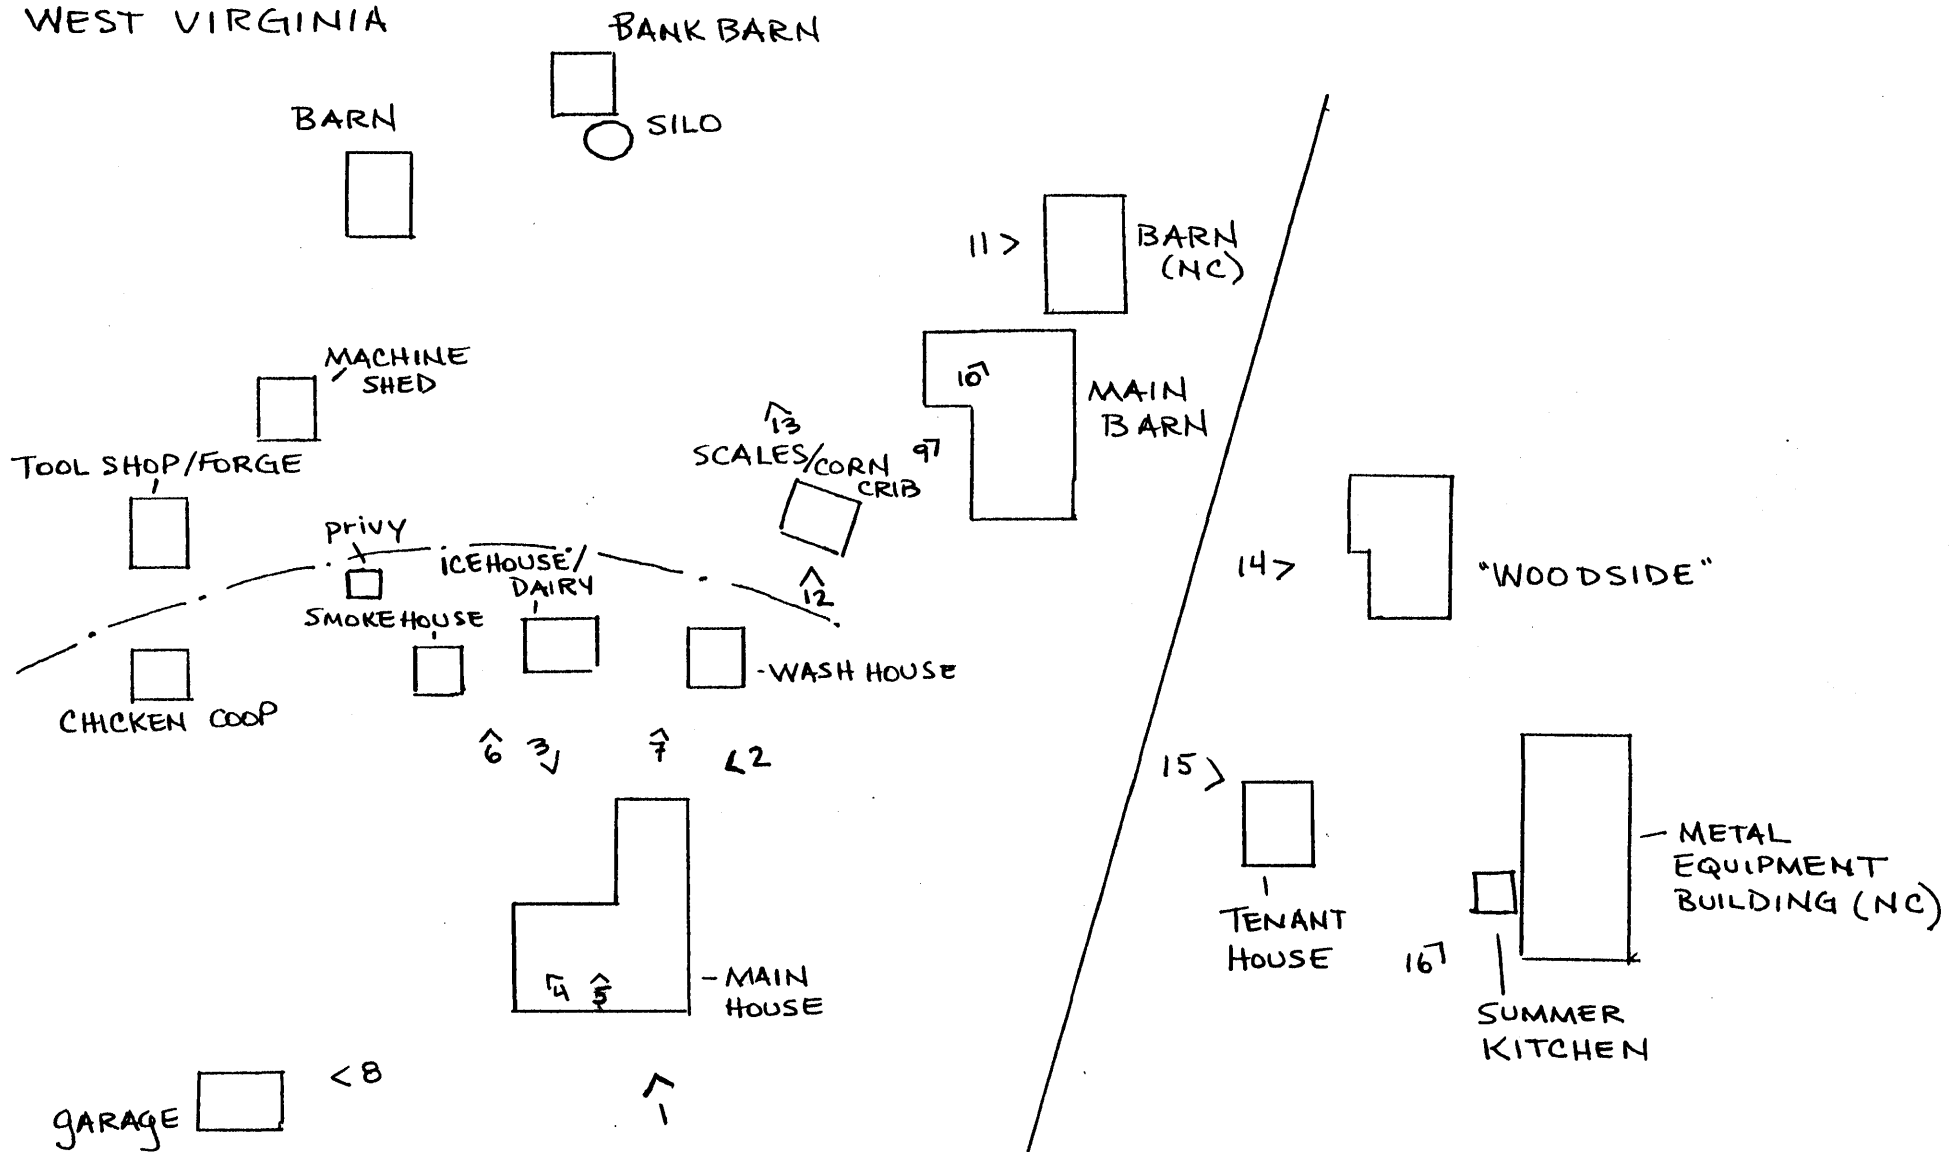 WEST VIRGINIA
BANK BARN
BARN
SILO
11 >
BARN
(NC)
MACHINE
SHED
10
MAIN
BARN
13
SCALES/CORN
CRIB
9
TOOL SHOP/FORGE
privy
ICEHOUSE/
DAIRY
12
14 >
"WOODSIDE"
SMOKEHOUSE
WASH HOUSE
CHICKEN COOP
6
3
7
< 2
15 >
METAL
EQUIPMENT
BUILDING (NC)
TENANT
HOUSE
16
MAIN
HOUSE
4
5
SUMMER
KITCHEN
< 8
1
GARAGE